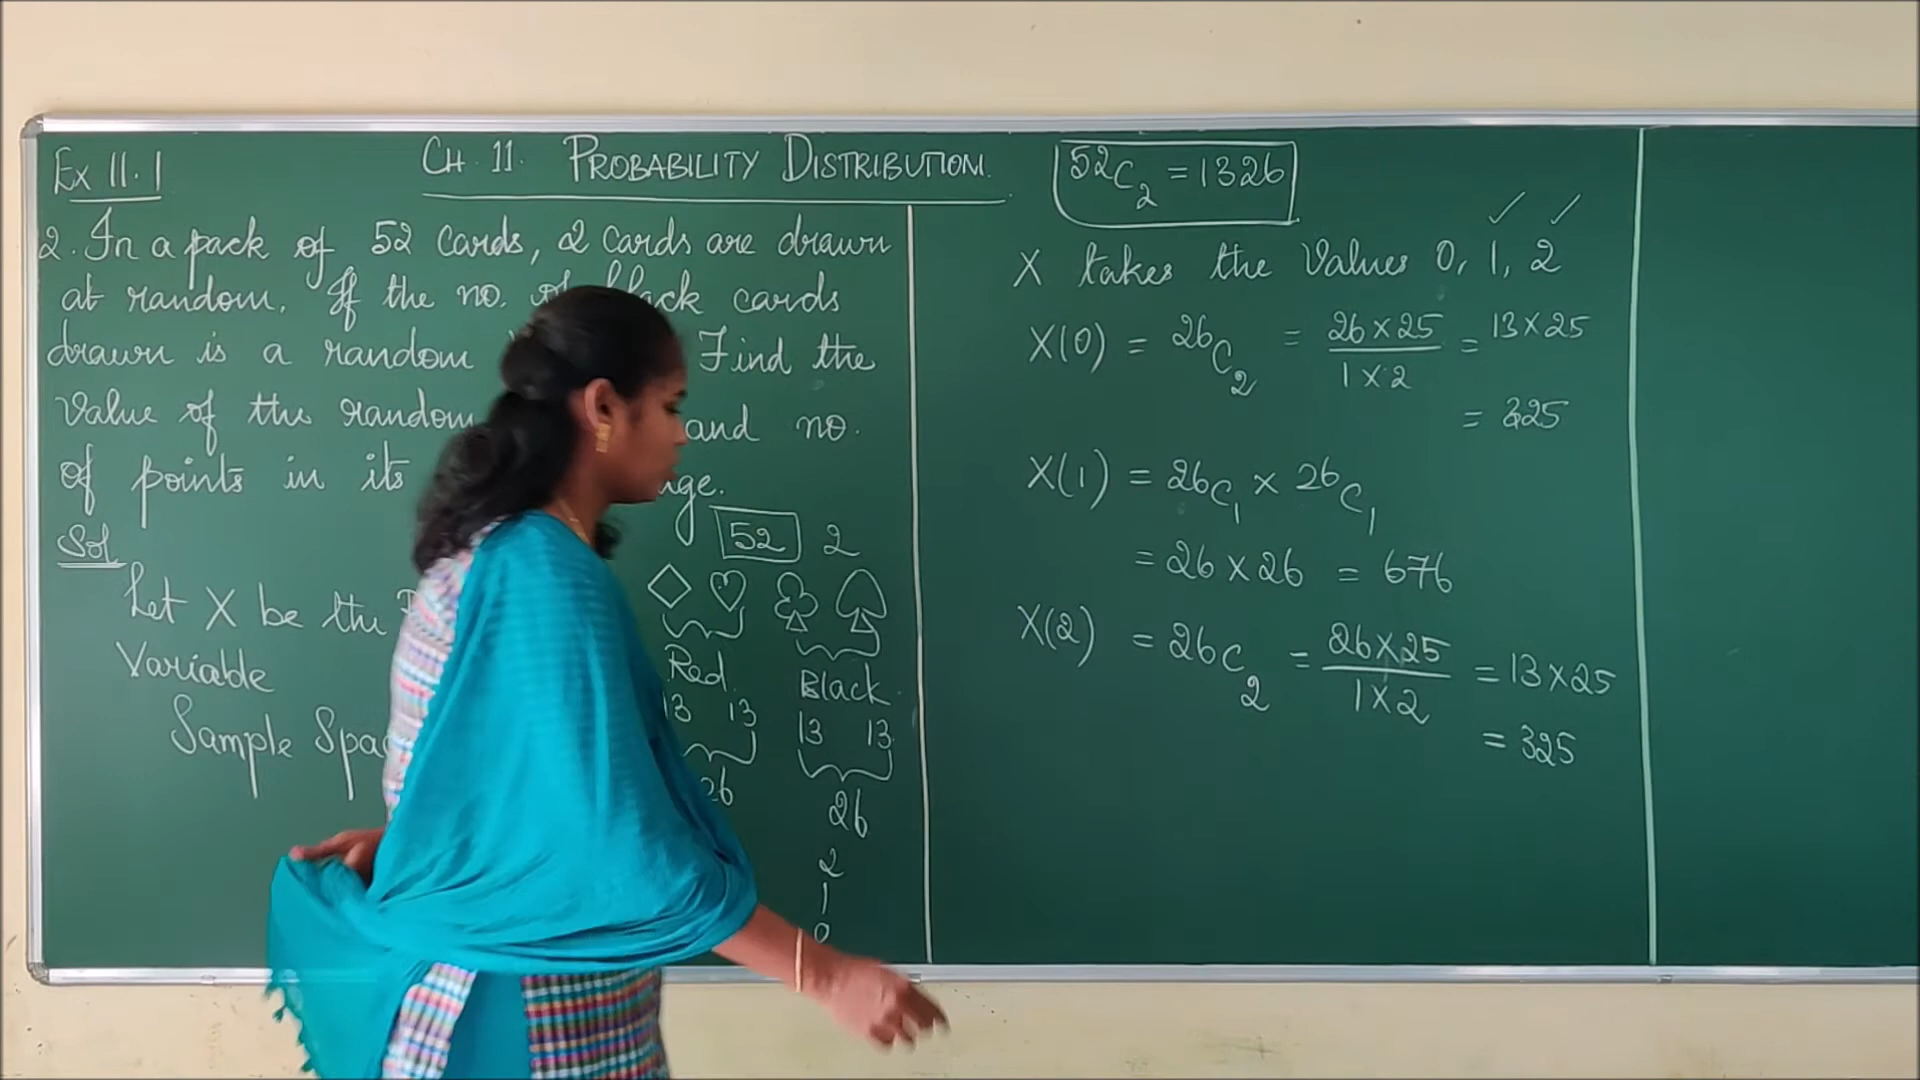 Ex 11.1
CH. 11. PROBABILITY DISTRIBUTION.
2. In a pack of 52 cards, 2 cards are drawn
at random. If the no. of black cards
drawn is a random Find the
Value of the random and no.
of points in its
Sol
52 2
Let X be the
Variable
Red Black
Sample
13 13 13 13
26 26
2
1
0
52C2 = 1326
X takes the Values 0, 1, 2
X(0) = 26C2 = 26 × 25 / 1 × 2 = 13 × 25
= 325
X(1) = 26C1 × 26C1
= 26 × 26 = 676
X(2) = 26C2 = 26 × 25 / 1 × 2 = 13 × 25
= 325